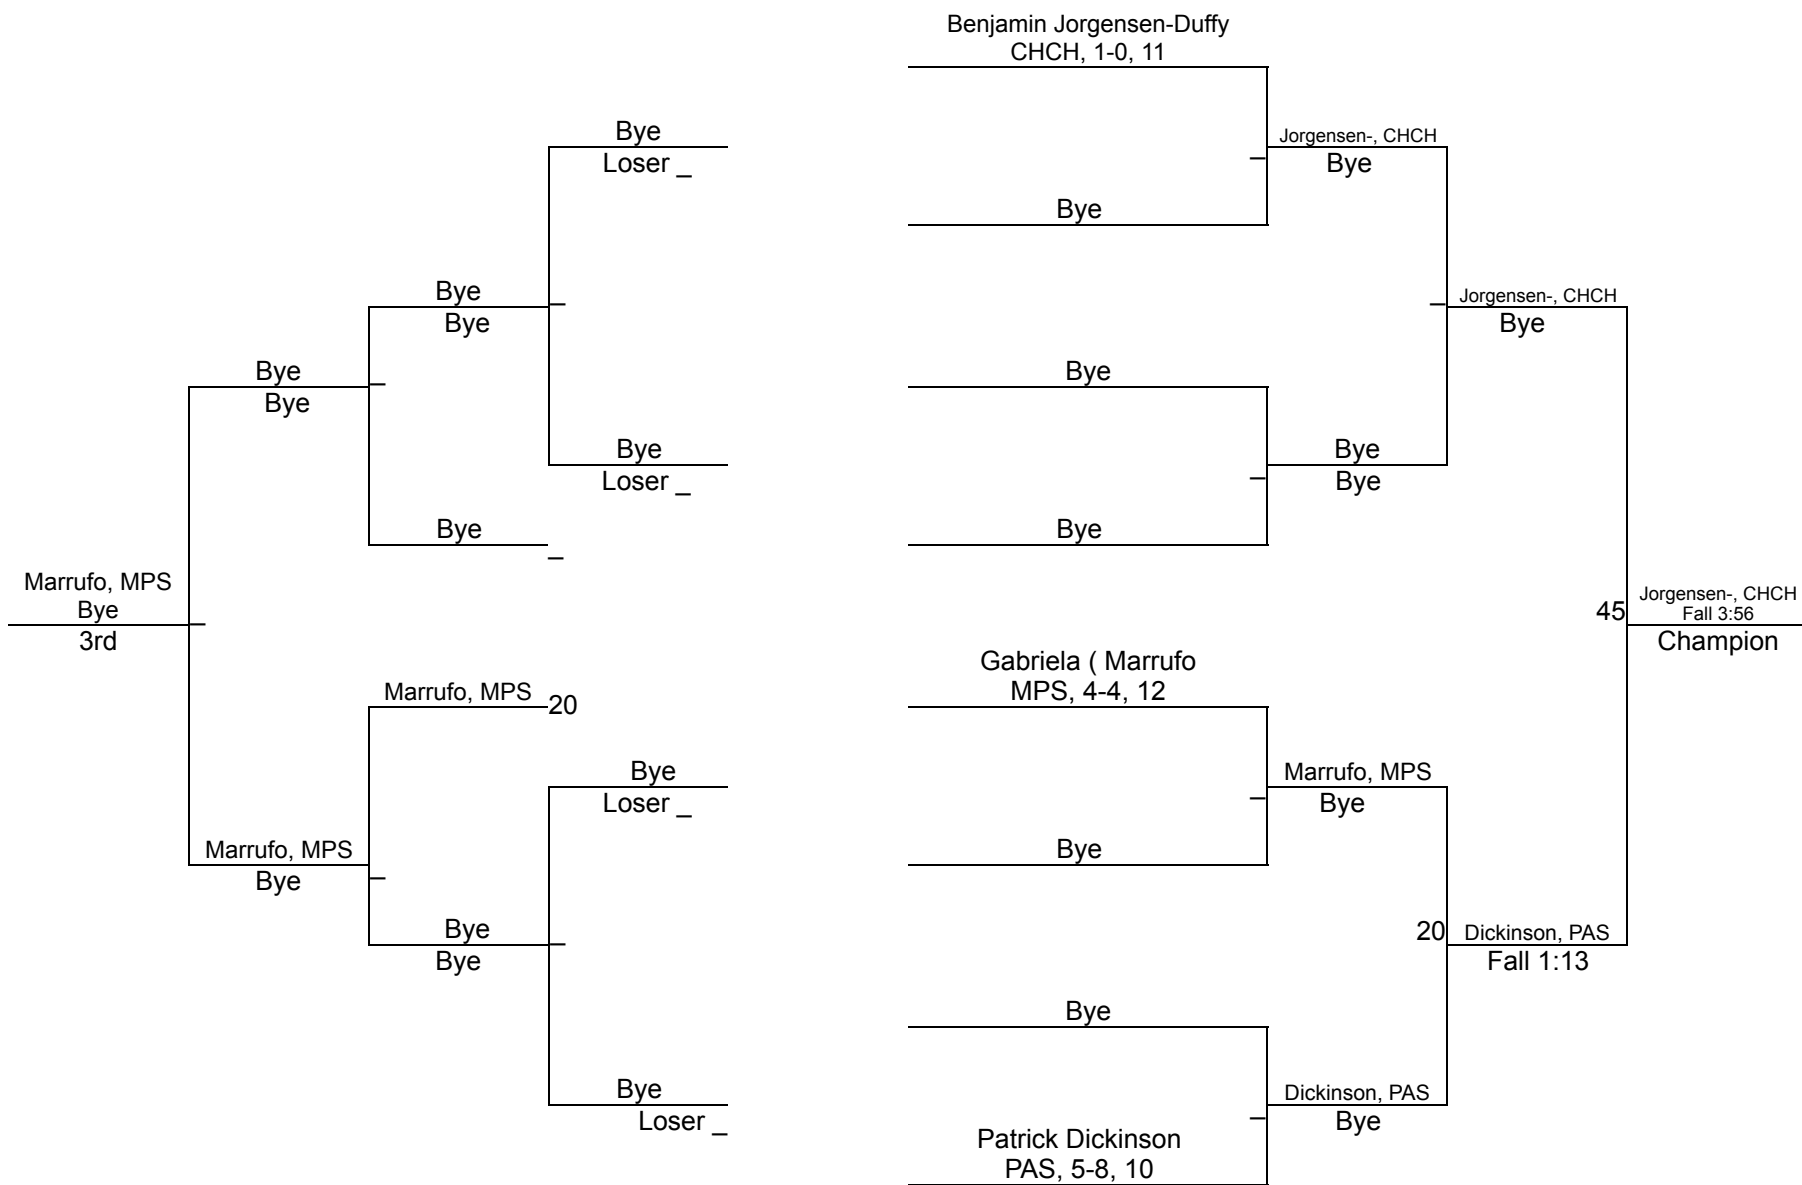 Benjamin Jorgensen-Duffy
CHCH, 1-0, 11
Bye
Loser _
Jorgensen-, CHCH
_
Bye
Bye
Bye
_
Bye
Jorgensen-, CHCH
_
Bye
Bye
_
Bye
Bye
Bye
Loser _
Bye
_
Bye
Bye
_
Bye
Marrufo, MPS
Bye
_
3rd
Jorgensen-, CHCH
45
Fall 3:56
Champion
Gabriela ( Marrufo
MPS, 4-4, 12
Marrufo, MPS
20
Bye
Loser _
Marrufo, MPS
_
Bye
Marrufo, MPS
Bye
_
Bye
Bye
_
Bye
20
Dickinson, PAS
Fall 1:13
Bye
Bye
Loser _
Dickinson, PAS
_
Bye
Patrick Dickinson
PAS, 5-8, 10